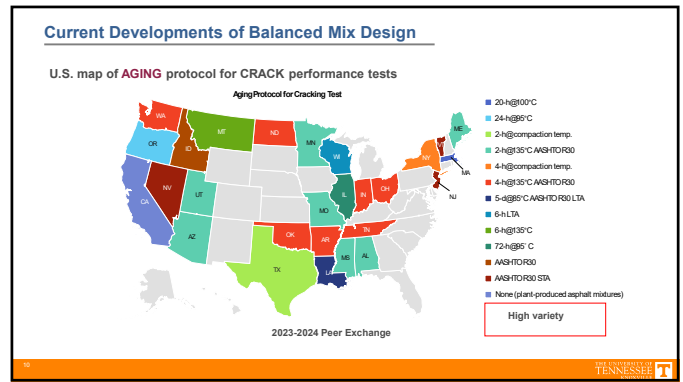 Current Developments of Balanced Mix Design
U.S. map of AGING protocol for CRACK performance tests
Aging Protocol for Cracking Test
WA
OR
ID
MT
ND
MN
WI
NY
VT
ME
MA
NJ
CA
NV
UT
AZ
TX
OK
AR
LA
MS
AL
TN
MO
IL
IN
OH
20-h@100°C
24-h@95°C
2-h@compaction temp.
2-h@135°C AASHTO R30
4-h@compaction temp.
4-h@135°C AASHTO R30
5-d@85°C AASHTO R30 LTA
6-h LTA
6-h@135°C
72-h@95° C
AASHTO R30
AASHTO R30 STA
None (plant-produced asphalt mixtures)
High variety
2023-2024 Peer Exchange
10
THE UNIVERSITY OF
TENNESSEE
KNOXVILLE
T